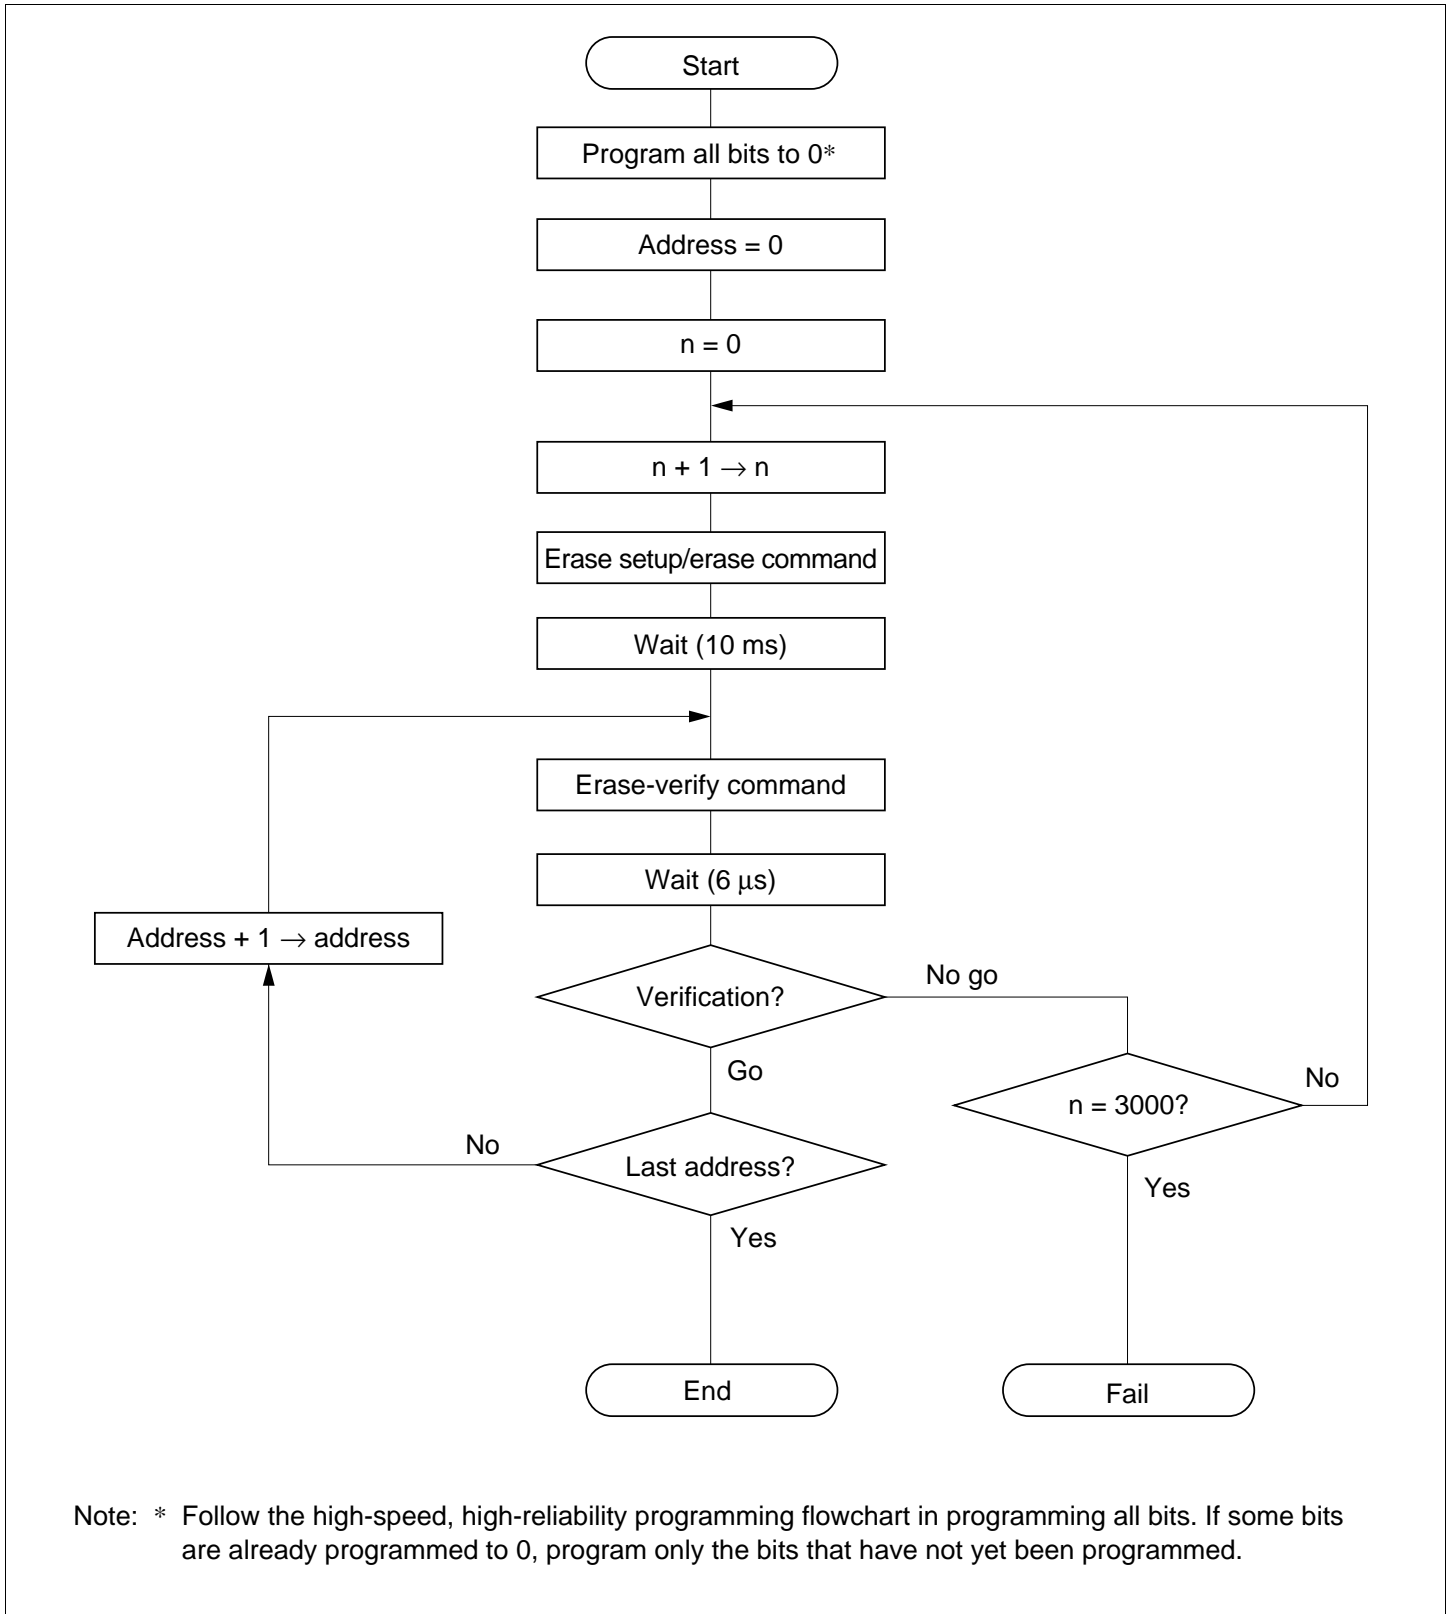 Start
Program all bits to 0*
Address = 0
n = 0
n + 1 → n
Erase setup/erase command
Wait (10 ms)
Erase-verify command
Wait (6 μs)
Address + 1 → address
Verification?
No go
Go
n = 3000?
No
No
Last address?
Yes
Yes
End
Fail
Note: * Follow the high-speed, high-reliability programming flowchart in programming all bits. If some bits
are already programmed to 0, program only the bits that have not yet been programmed.